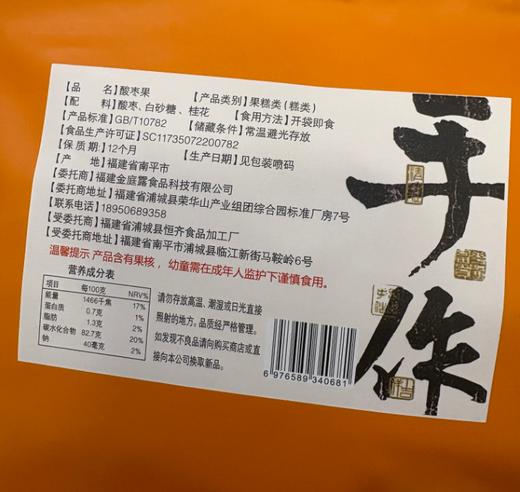 【品　　名】酸枣果
【产品类别】果糕类（糕类）
【配　　料】酸枣、白砂糖、桂花
【食用方法】开袋即食
【产品标准】GB/T10782
【储藏条件】常温避光存放
【食品生产许可证】SC11735072200782
【保 质 期】12个月
【生产日期】见包装喷码
【产　　地】福建省南平市
【委托商】福建金庭露食品科技有限公司
【委托商地址】福建省浦城县荣华山产业组团综合园标准厂房7号
【联系电话】18950689358
【受委托商】福建省浦城县恒齐食品加工厂
【受委托商地址】福建省南平市浦城县临江新街马鞍岭6号
温馨提示 产品含有果核，幼童需在成年人监护下谨慎食用。
营养成分表
项目 每100克 NRV%
能量 1466千焦 17%
蛋白质 0.7克 1%
脂肪 1.3克 2%
碳水化合物 82.7克 20%
钠 40毫克 2%
请勿存放高温、潮湿或日光直接
照射的地方。品质经严格管理。
如发现不良品请向购买商店或直
接向本公司换取新品。
6 976589 340681
手作